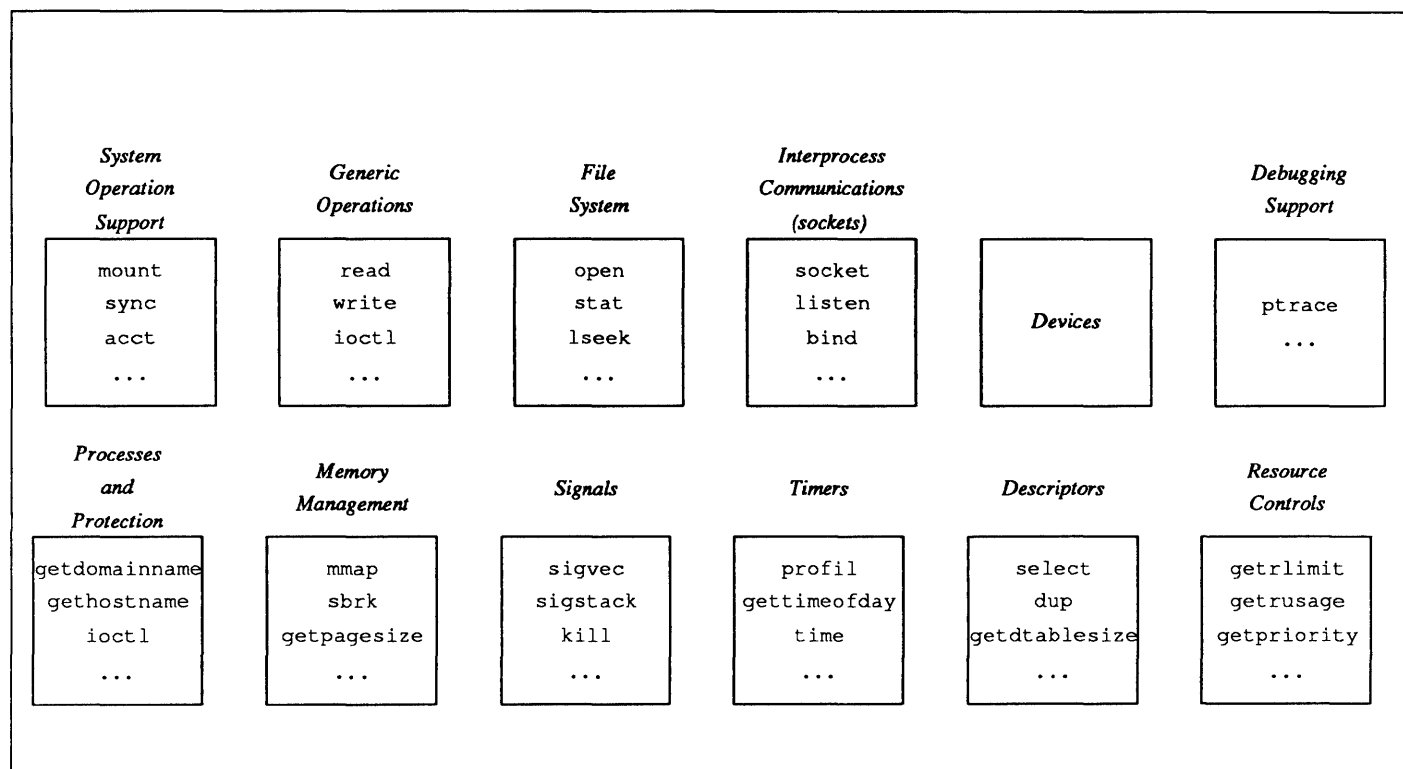 System
Operation
Support
mount
sync
acct
...
Generic
Operations
read
write
ioctl
...
File
System
open
stat
lseek
...
Interprocess
Communications
(sockets)
socket
listen
bind
...
Devices
Debugging
Support
ptrace
...
Processes
and
Protection
getdomainname
gethostname
ioctl
...
Memory
Management
mmap
sbrk
getpagesize
...
Signals
sigvec
sigstack
kill
...
Timers
profil
gettimeofday
time
...
Descriptors
select
dup
getdtablesize
...
Resource
Controls
getrlimit
getrusage
getpriority
...